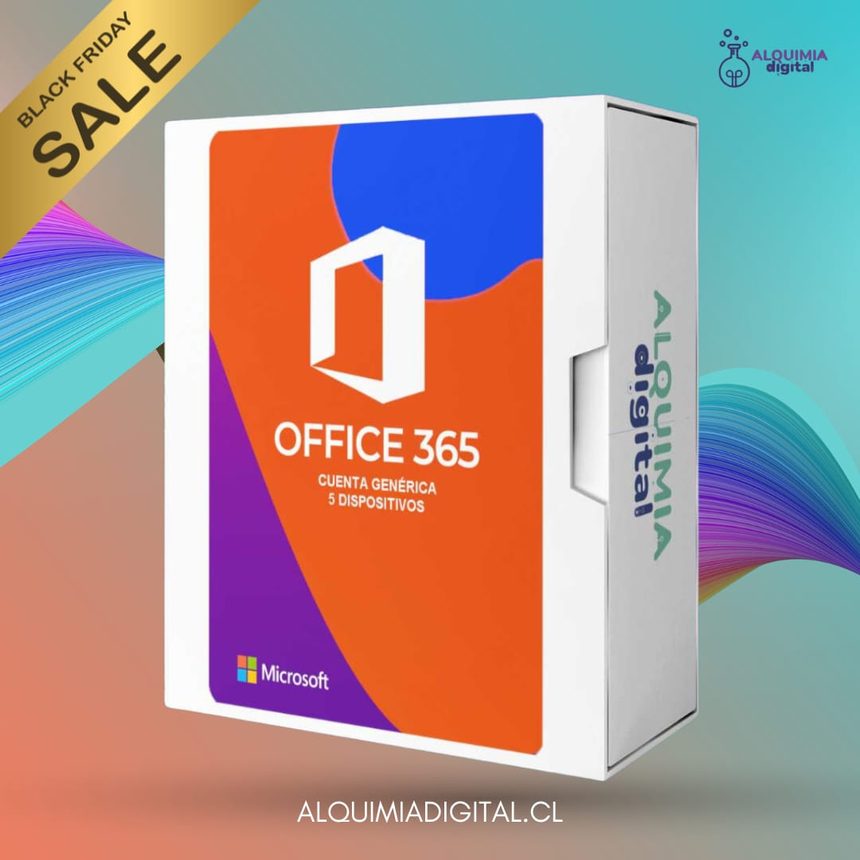 BLACK FRIDAY
SALE
ALQUIMIA
digital
OFFICE 365
CUENTA GENÉRICA
5 DISPOSITIVOS
Microsoft
ALQUIMIA
digital
ALQUIMIADIGITAL.CL